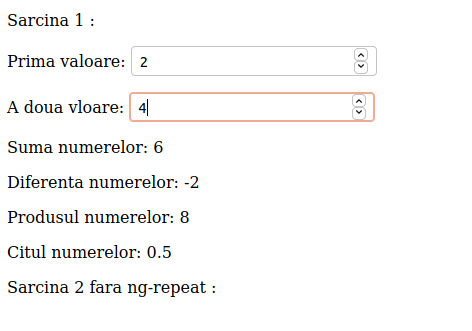 Sarcina 1 :
Prima valoare: 2
A doua vloare: 4
Suma numerelor: 6
Diferenta numerelor: -2
Produsul numerelor: 8
Citul numerelor: 0.5
Sarcina 2 fara ng-repeat :